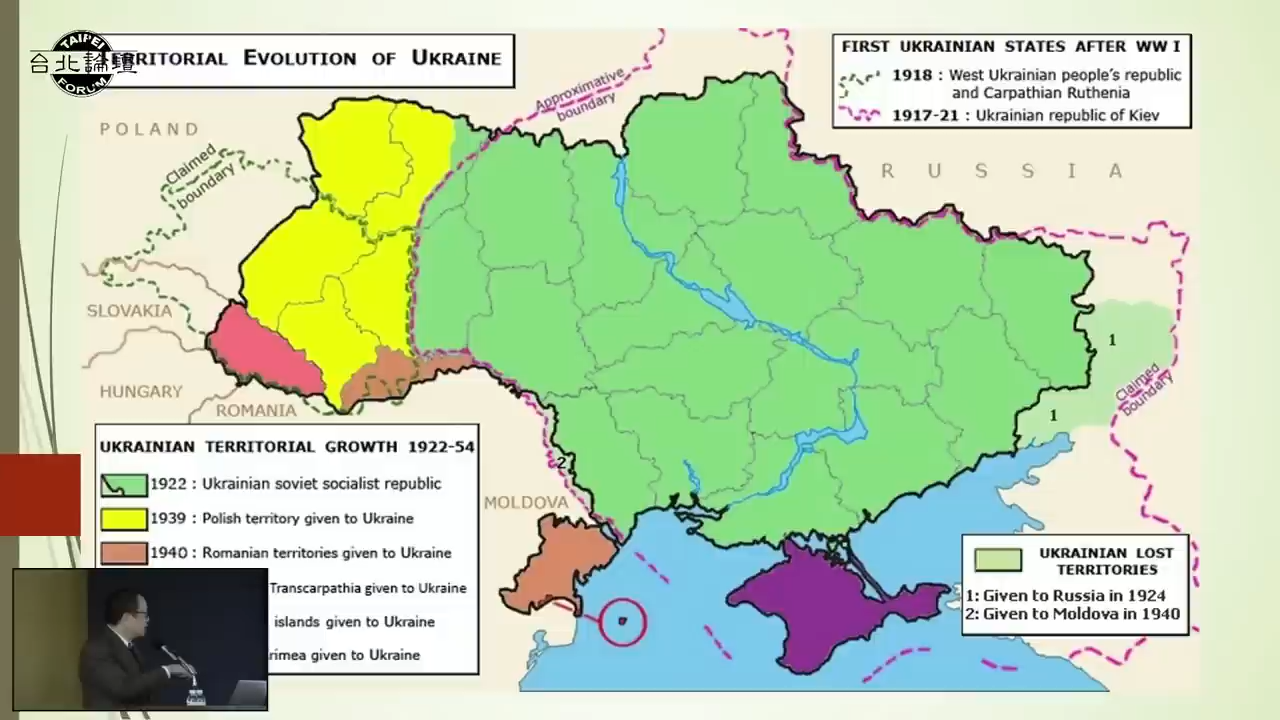 TAIPEI
台北論壇
FORUM
TERRITORIAL EVOLUTION OF UKRAINE
FIRST UKRAINIAN STATES AFTER WW I
1918 : West Ukrainian people's republic
and Carpathian Ruthenia
1917-21 : Ukrainian republic of Kiev
Approximative
boundary
POLAND
Claimed
boundary
RUSSIA
SLOVAKIA
HUNGARY
ROMANIA
1
Claimed
boundary
1
2
MOLDOVA
UKRAINIAN TERRITORIAL GROWTH 1922-54
1922 : Ukrainian soviet socialist republic
1939 : Polish territory given to Ukraine
1940 : Romanian territories given to Ukraine
Transcarpathia given to Ukraine
islands given to Ukraine
rimea given to Ukraine
UKRAINIAN LOST
TERRITORIES
1: Given to Russia in 1924
2: Given to Moldova in 1940